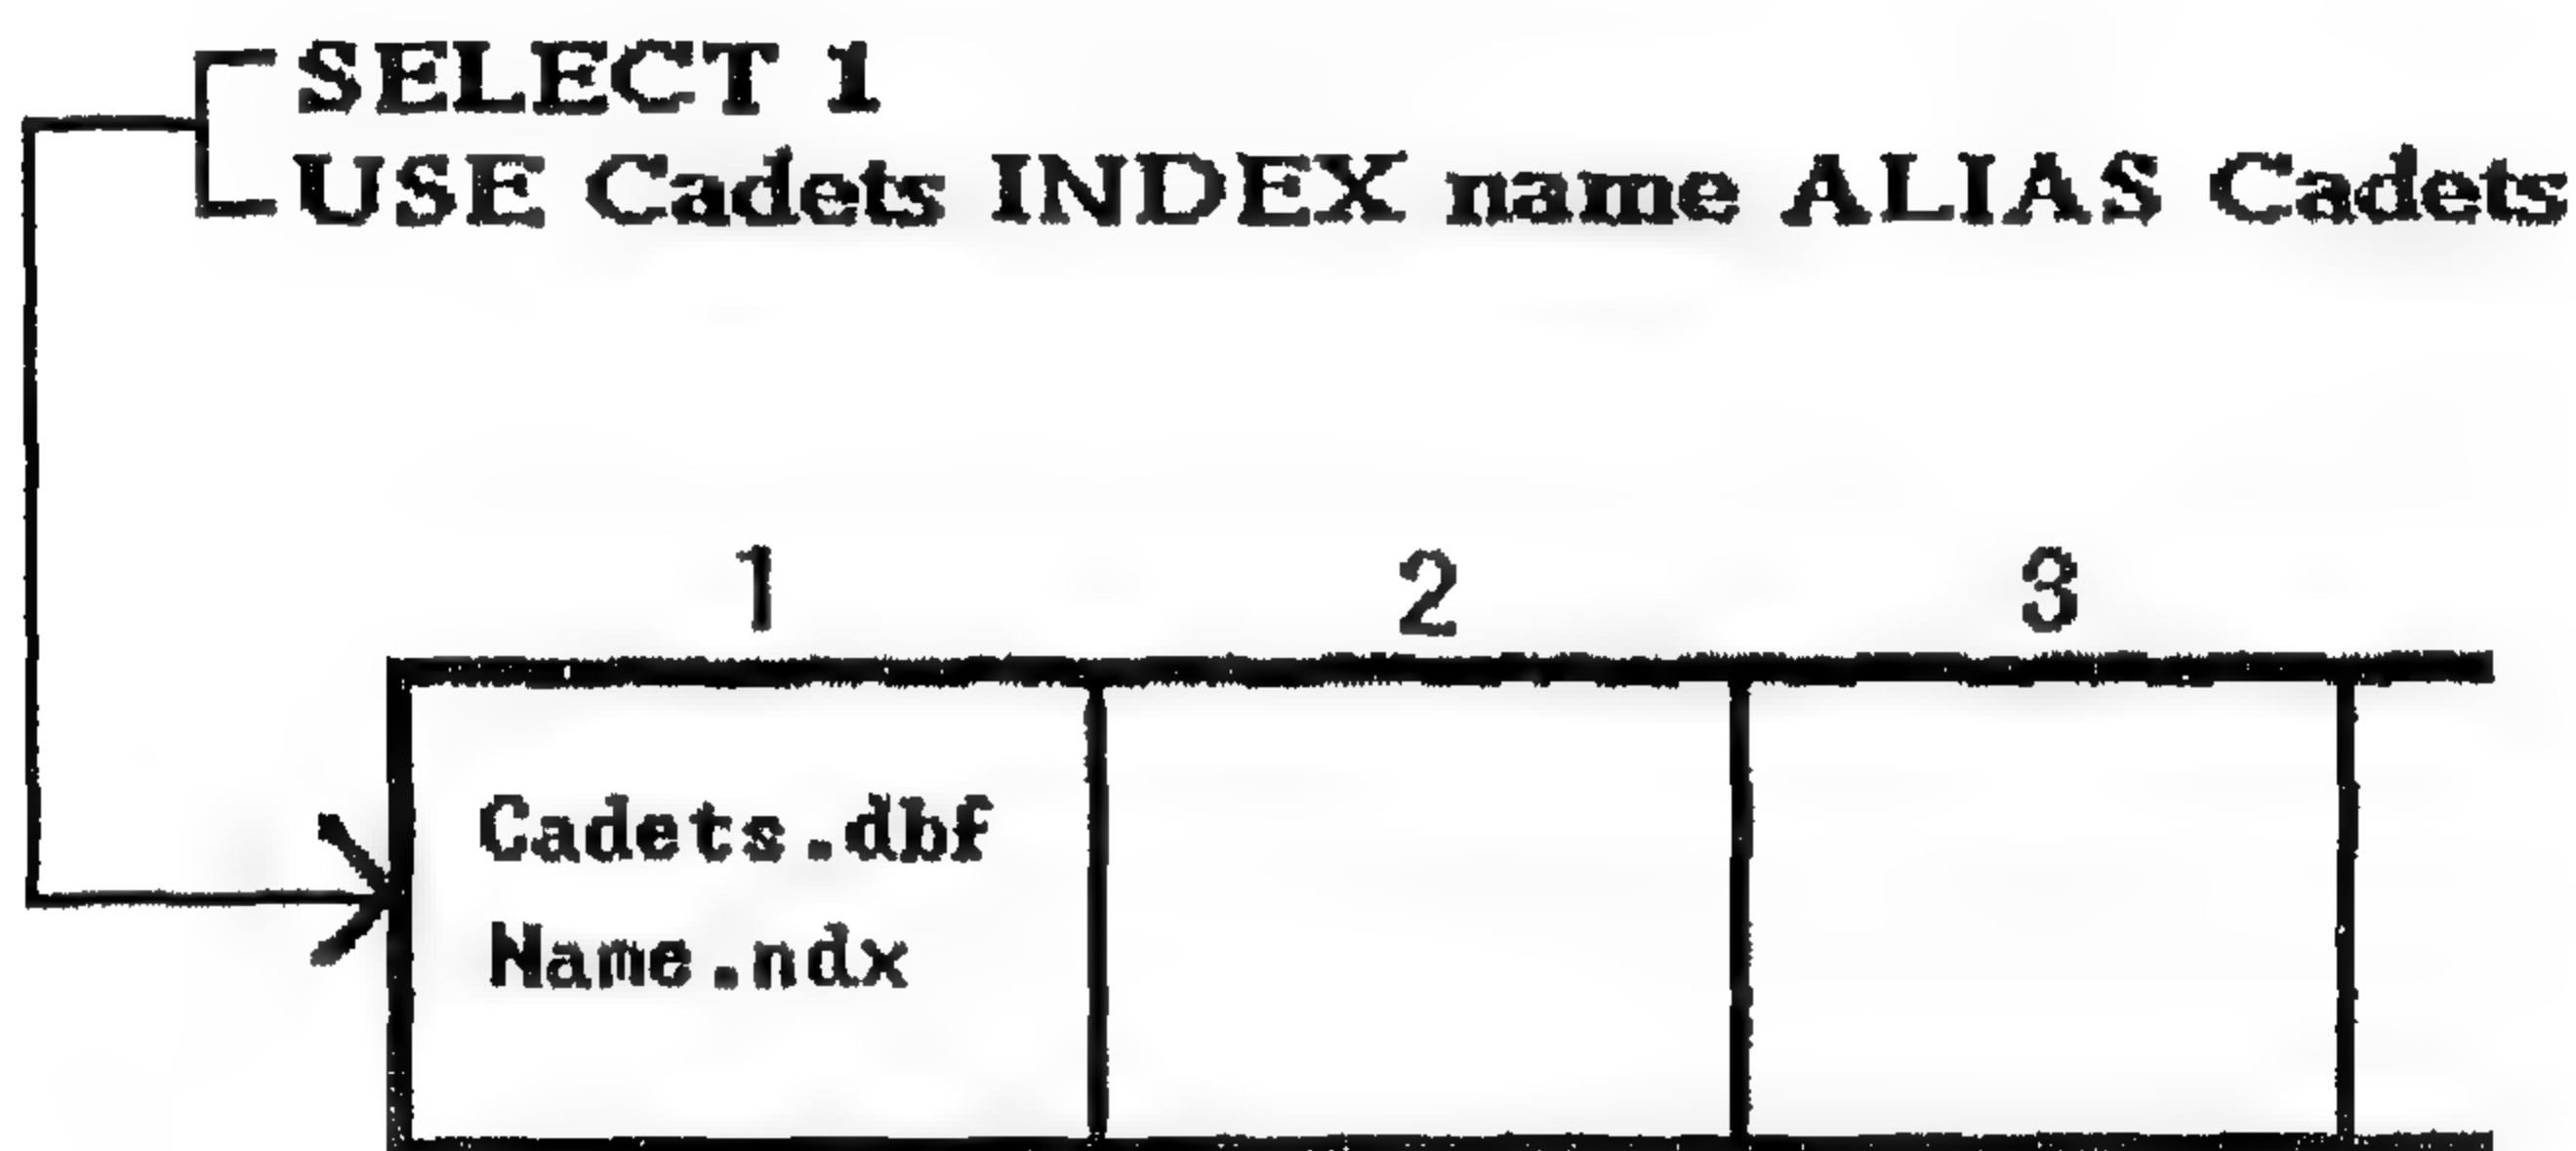 SELECT 1
USE Cadets INDEX name ALIAS Cadets
1 2 3
Cadets.dbf
Name.ndx